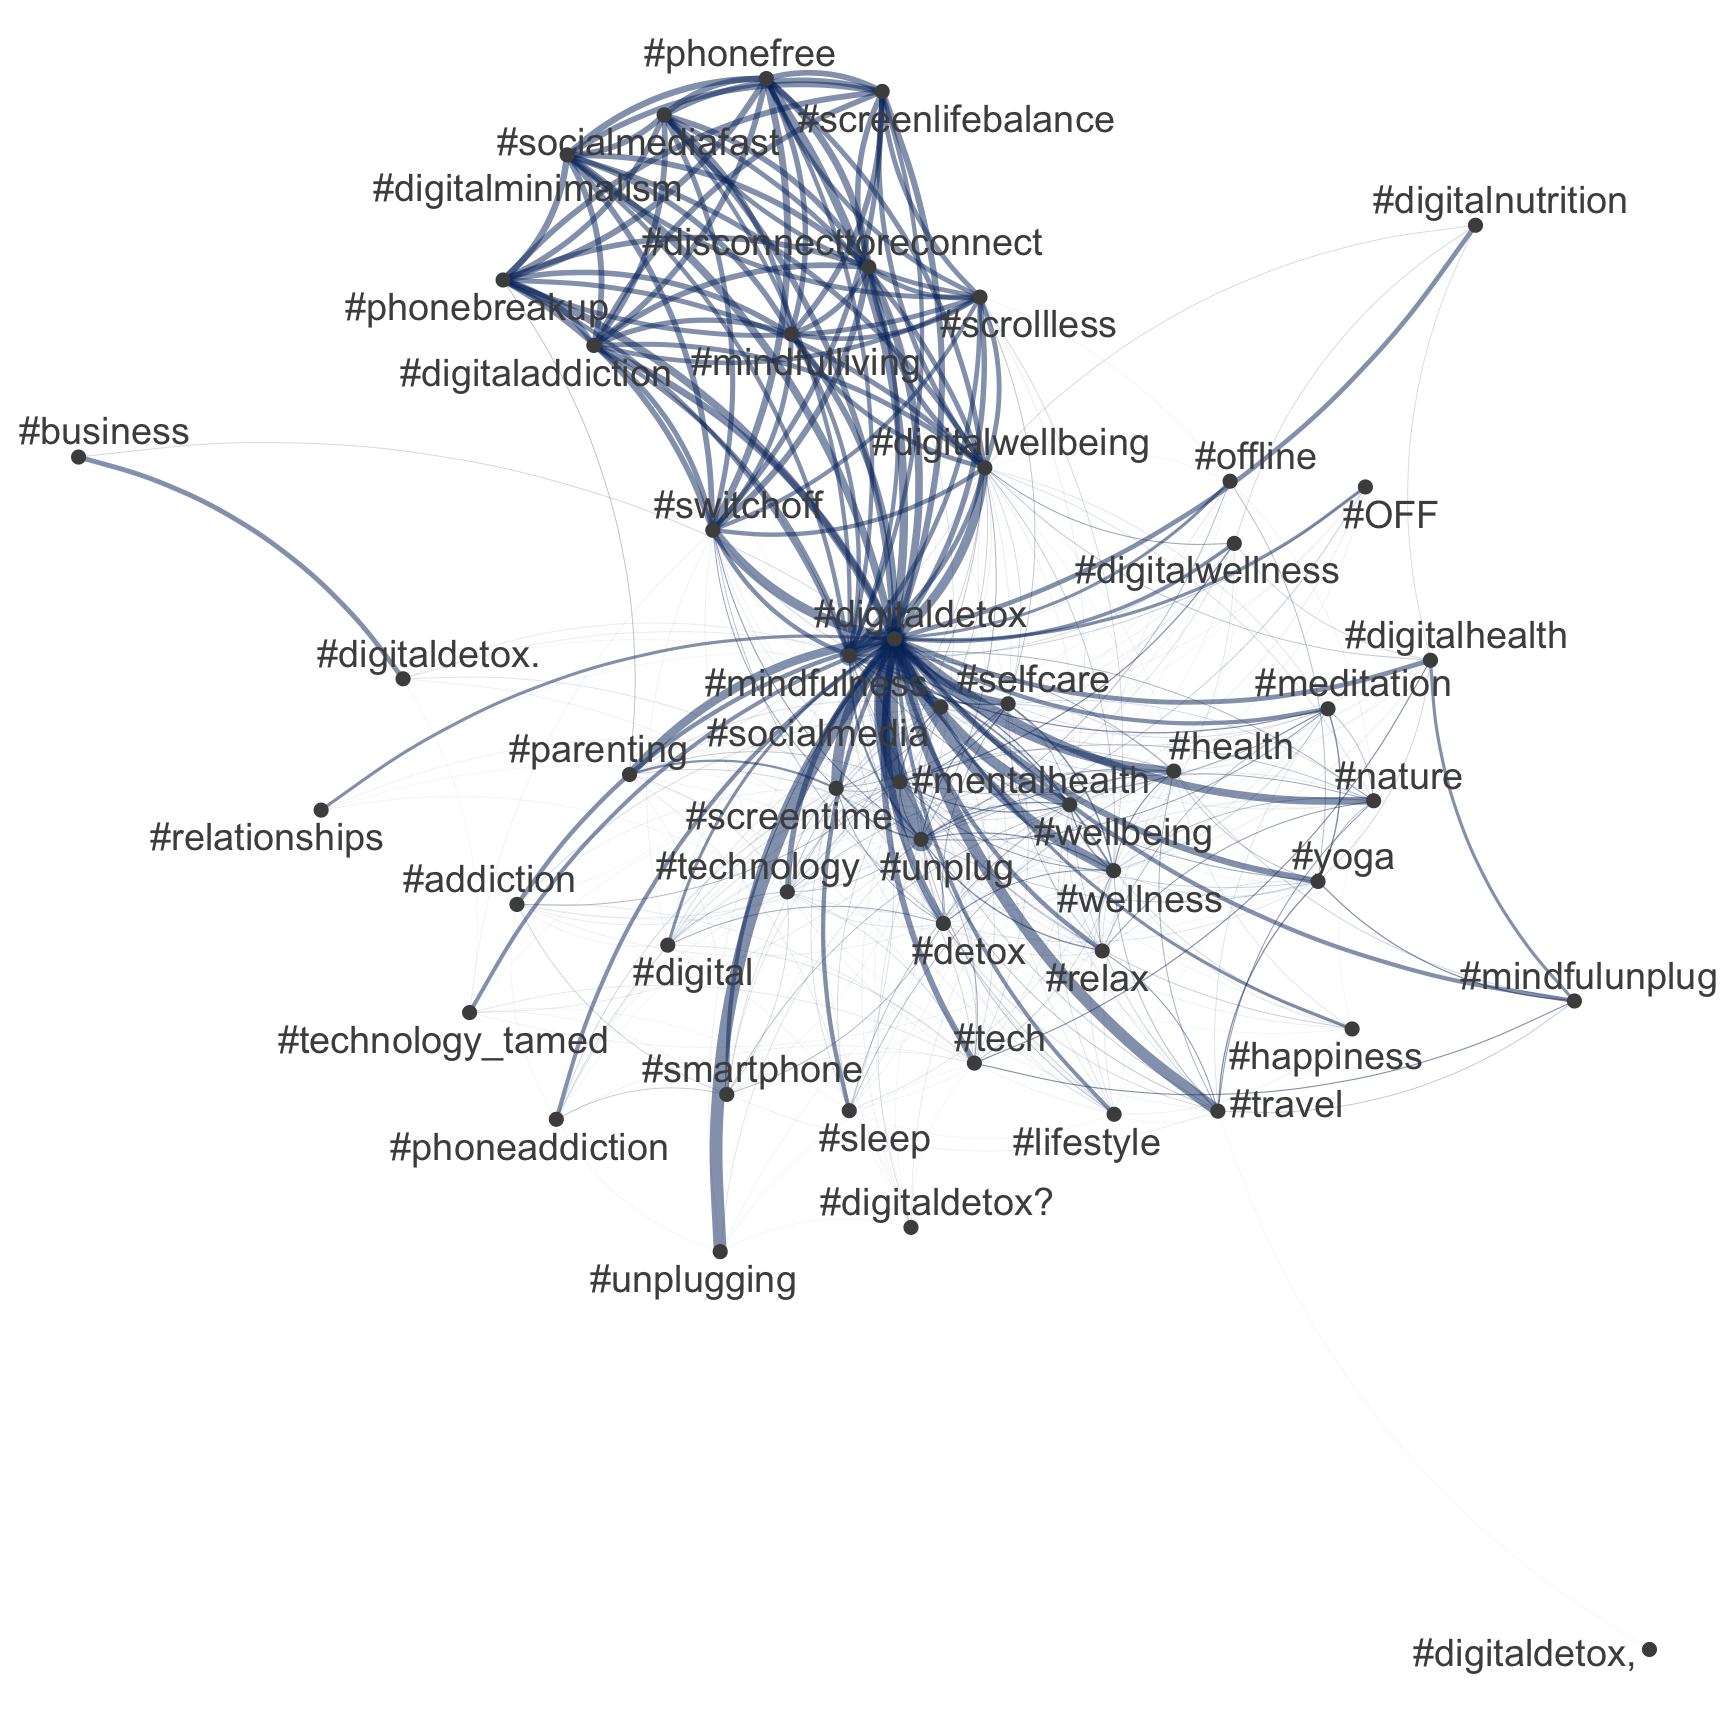 #phonefree
#screenlifebalance
#socialmediafast
#digitalminimalism
#digitalnutrition
#disconnecttoreconnect
#phonebreakup
#scrollless
#mindfulliving
#digitaladdiction
#business
#digitalwellbeing
#offline
#switchoff
#OFF
#digitalwellness
#digitaldetox
#digitalhealth
#digitaldetox.
#mindfulness
#selfcare
#meditation
#socialmedia
#parenting
#health
#mentalhealth
#nature
#screentime
#relationships
#wellbeing
#yoga
#technology
#unplug
#addiction
#wellness
#detox
#digital
#relax
#mindfulunplug
#technology_tamed
#tech
#happiness
#smartphone
#travel
#phoneaddiction
#sleep
#lifestyle
#digitaldetox?
#unplugging
#digitaldetox,